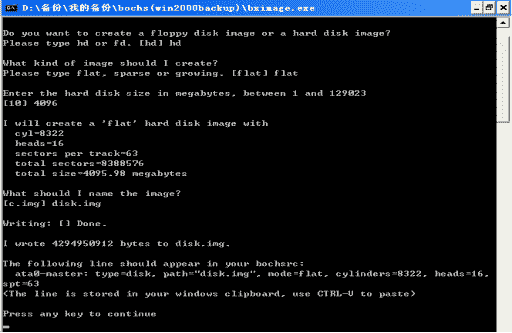 D:\备份\我的备份\bochs(win2000backup)\bximage.exe
Do you want to create a floppy disk image or a hard disk image?
Please type hd or fd. [hd] hd
What kind of image should I create?
Please type flat, sparse or growing. [flat] flat
Enter the hard disk size in megabytes, between 1 and 129023
[10] 4096
I will create a 'flat' hard disk image with
cyl=8322
heads=16
sectors per track=63
total sectors=8388576
total size=4095.98 megabytes
What should I name the image?
[c.img] disk.img
Writing: [] Done.
I wrote 4294950912 bytes to disk.img.
The following line should appear in your bochsrc:
ata0-master: type=disk, path="disk.img", mode=flat, cylinders=8322, heads=16,
spt=63
(The line is stored in your windows clipboard, use CTRL-V to paste)
Press any key to continue